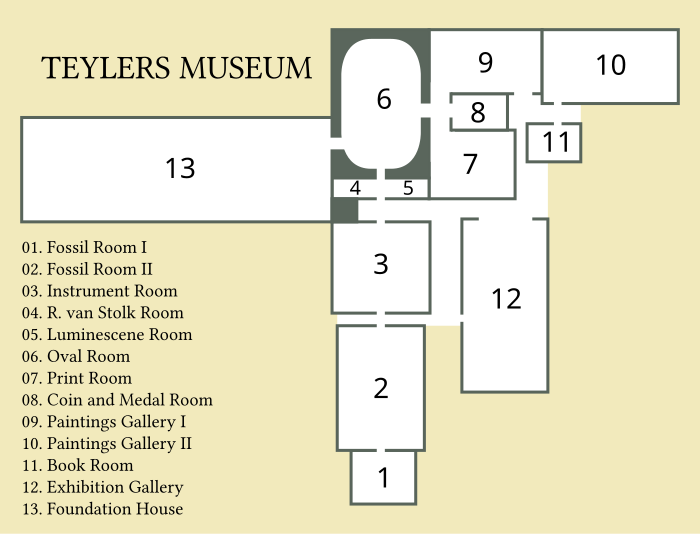 TEYLERS MUSEUM
9
10
6
8
11
13
7
4
5
3
12
2
1
01. Fossil Room I
02. Fossil Room II
03. Instrument Room
04. R. van Stolk Room
05. Luminescene Room
06. Oval Room
07. Print Room
08. Coin and Medal Room
09. Paintings Gallery I
10. Paintings Gallery II
11. Book Room
12. Exhibition Gallery
13. Foundation House